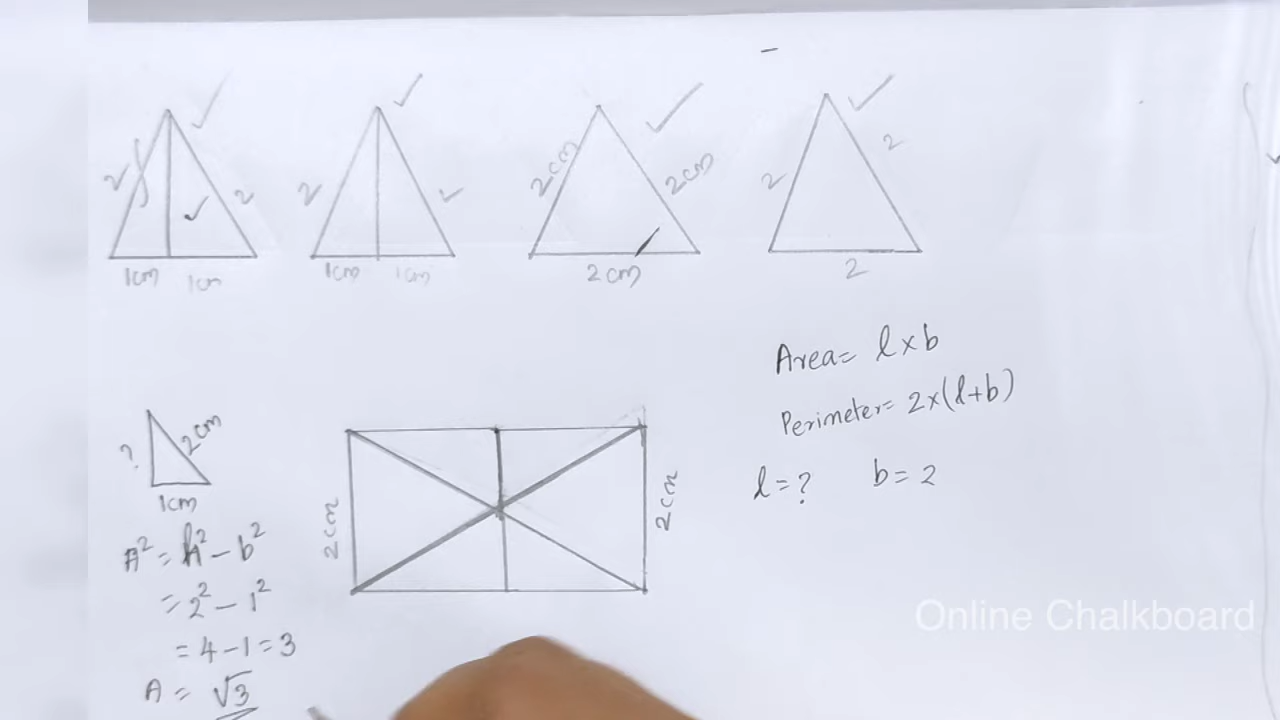 2 2 2 2cm 2cm 2 2
1cm 1cm 1cm 1cm 2cm 2
Area= l×b
Perimeter= 2×(l+b)
l=? b=2
? 2cm
1cm
2cm 2cm
A² = h² - b²
= 2² - 1²
= 4-1=3
A = √3
Online Chalkboard